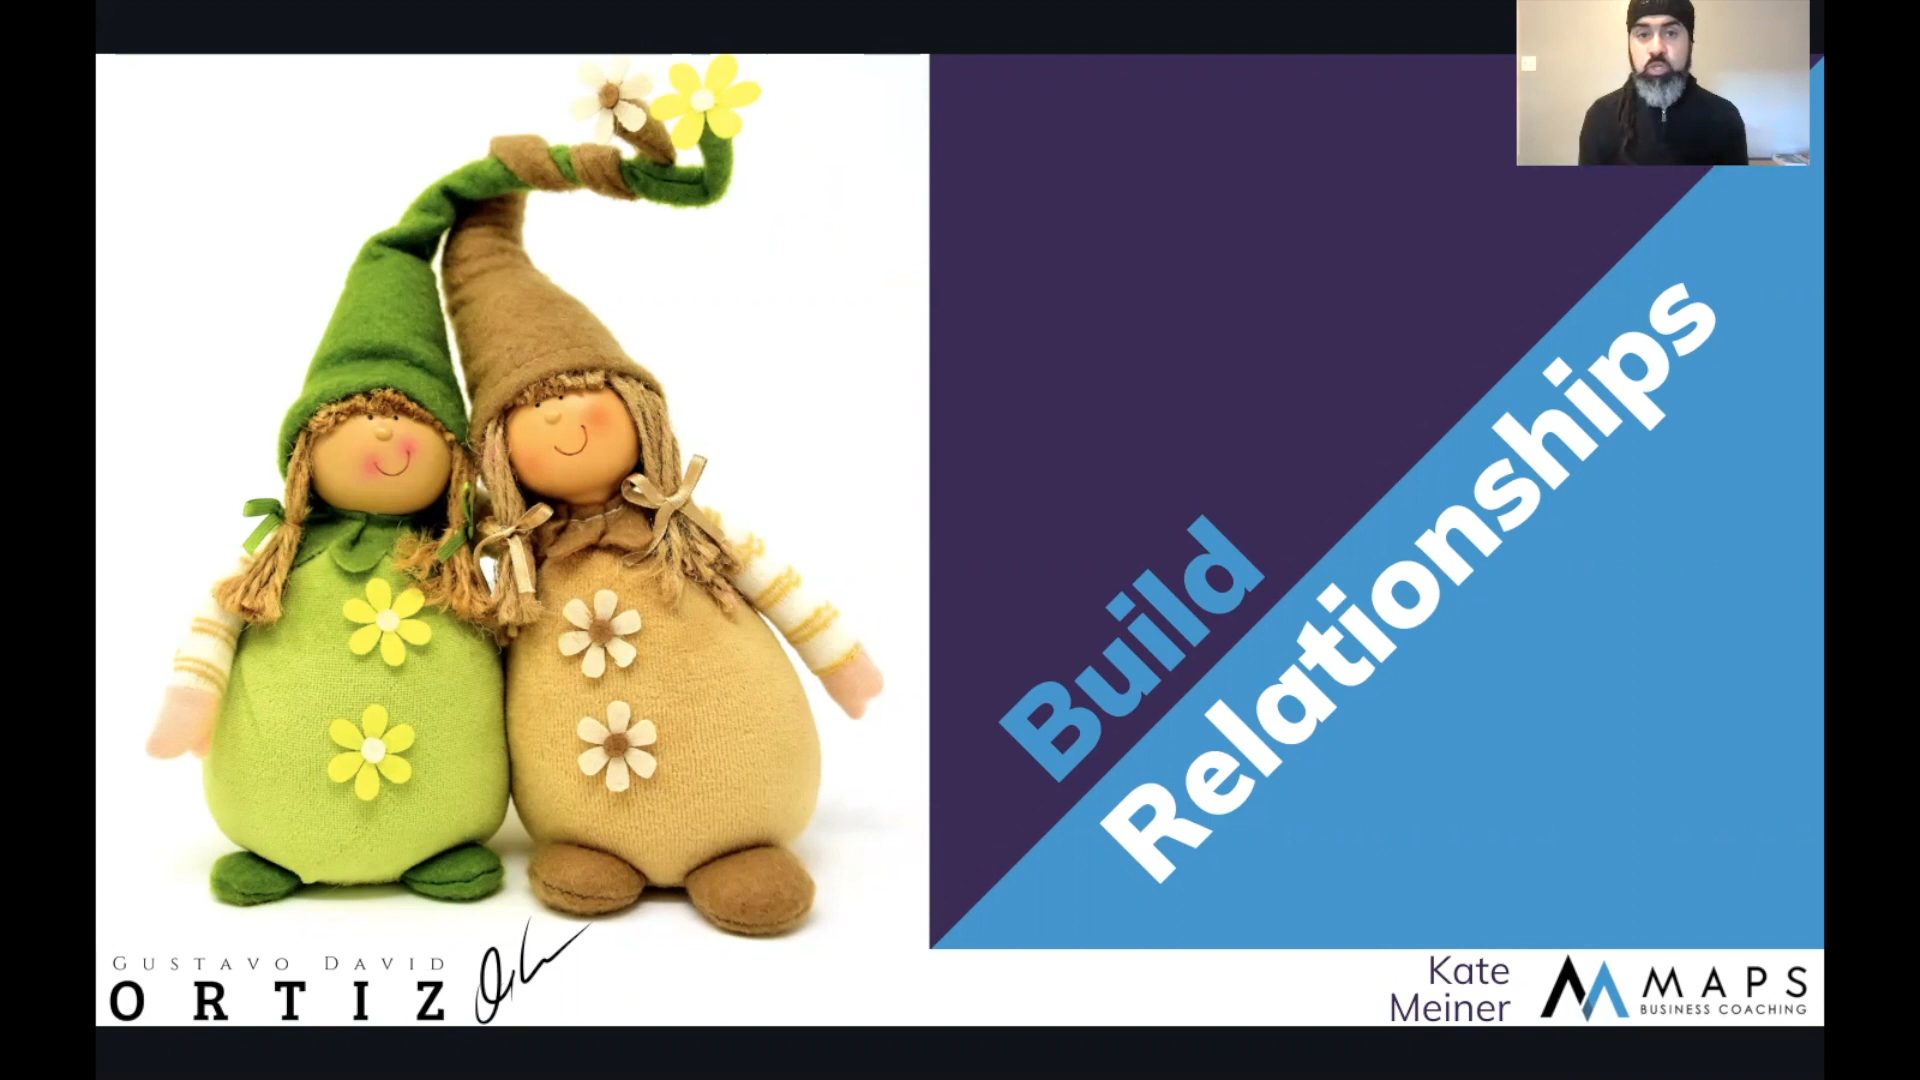 Build
Relationships
GUSTAVO DAVID
ORTIZ
Kate
Meiner
MAPS
BUSINESS COACHING